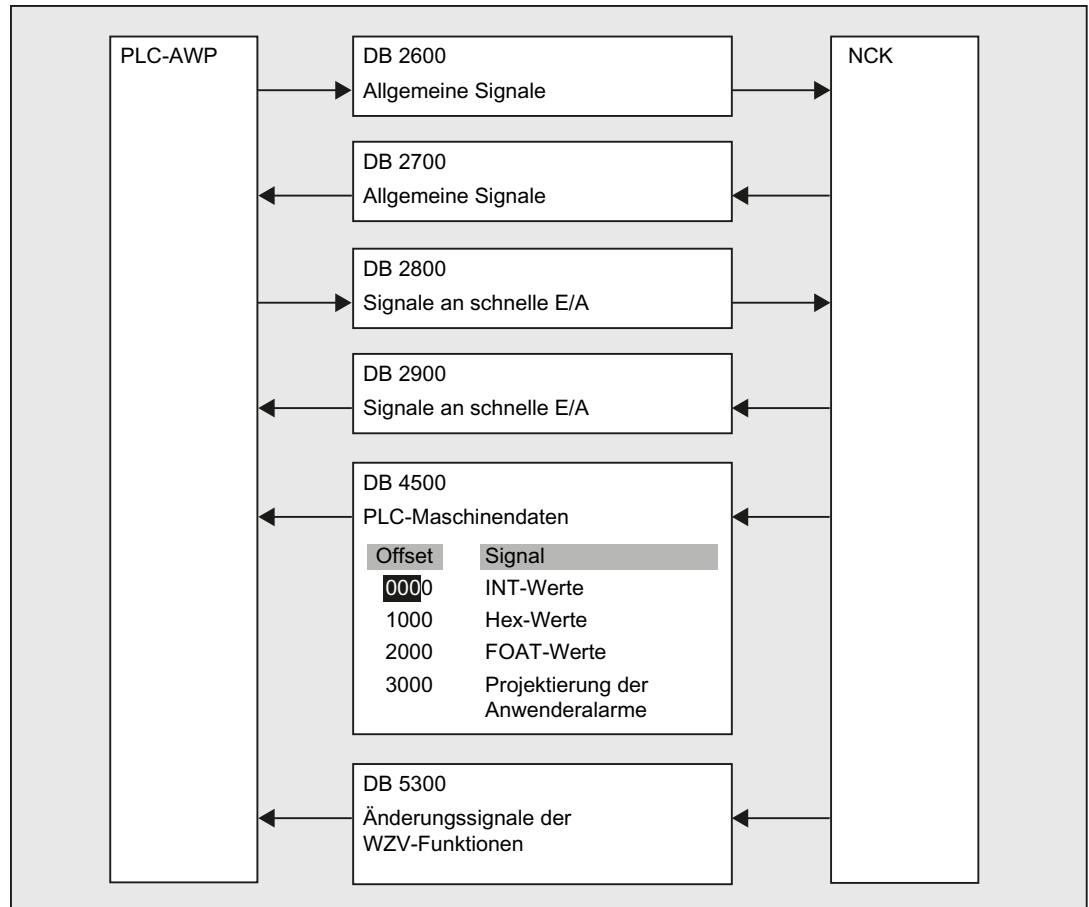 PLC-AWP
DB 2600
Allgemeine Signale
NCK
DB 2700
Allgemeine Signale
DB 2800
Signale an schnelle E/A
DB 2900
Signale an schnelle E/A
DB 4500
PLC-Maschinendaten
Offset Signal
0000 INT-Werte
1000 Hex-Werte
2000 FOAT-Werte
3000 Projektierung der
Anwenderalarme
DB 5300
Änderungssignale der
WZV-Funktionen